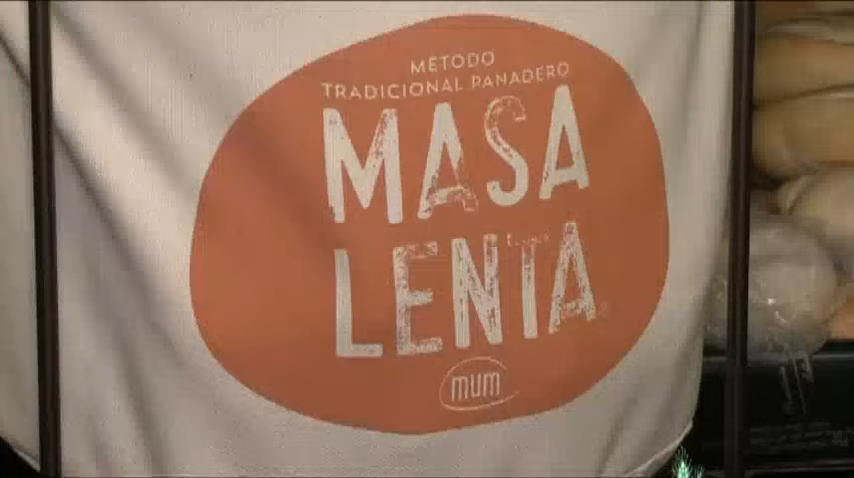 MÉTODO
TRADICIONAL PANADERO
MASA
LENTA
mum